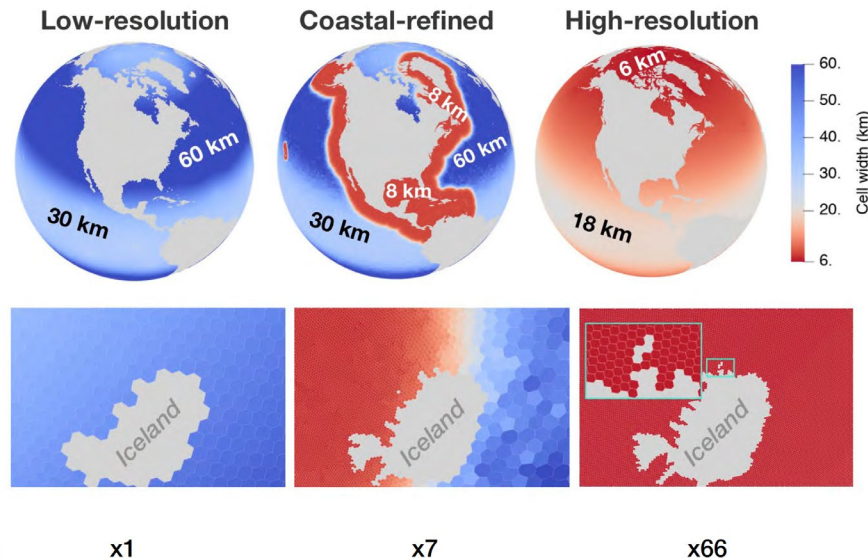 Low-resolution
Coastal-refined
High-resolution
60 km
30 km
8 km
60 km
8 km
30 km
6 km
18 km
60.
50.
40.
30.
20.
6.
Cell width (km)
Iceland
Iceland
Iceland
x1
x7
x66